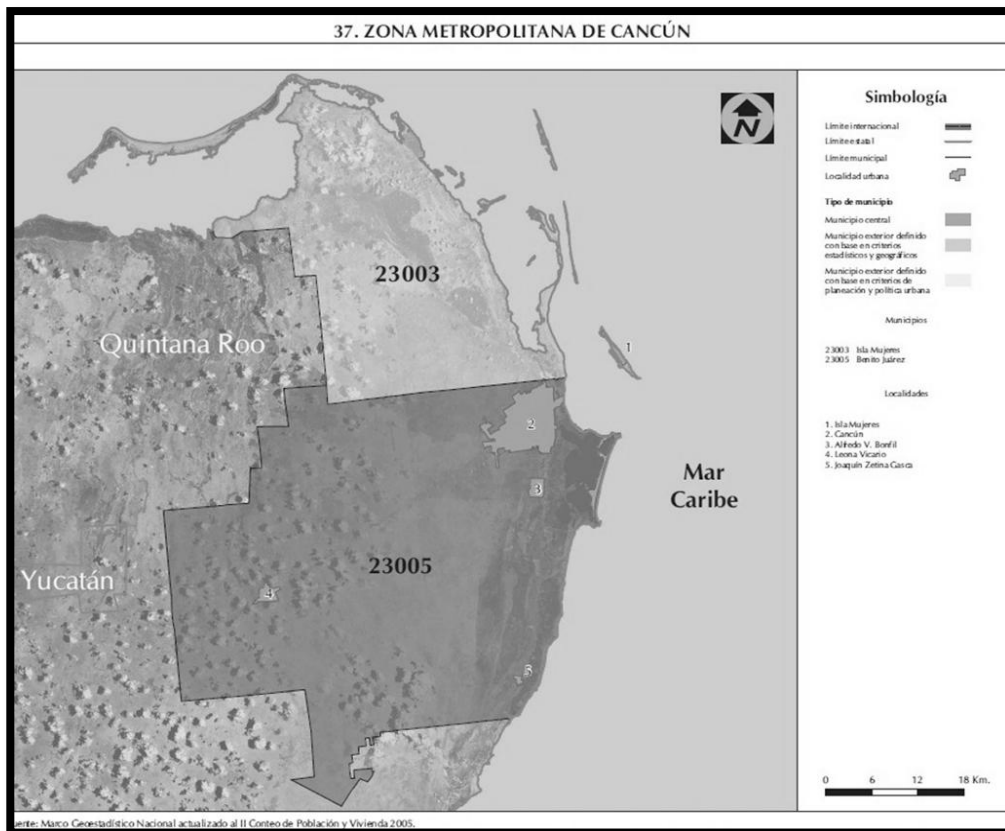 37. ZONA METROPOLITANA DE CANCÚN
N
23003
Quintana Roo
1
2
3
Mar
Caribe
23005
Yucatán
4
5
Simbología
Límite internacional
Límite estatal
Límite municipal
Localidad urbana
Tipo de municipio
Municipio central
Municipio exterior definido
con base en criterios
estadísticos y geográficos
Municipio exterior definido
con base en criterios de
planeación y política urbana
Municipios
23003 Isla Mujeres
23005 Benito Juárez
Localidades
1. Isla Mujeres
2. Cancún
3. Alfredo V. Bonfil
4. Leona Vicario
5. Joaquín Zetina Gasca
0 6 12 18 Km.
uente: Marco Geoestadístico Nacional actualizado al II Conteo de Población y Vivienda 2005.